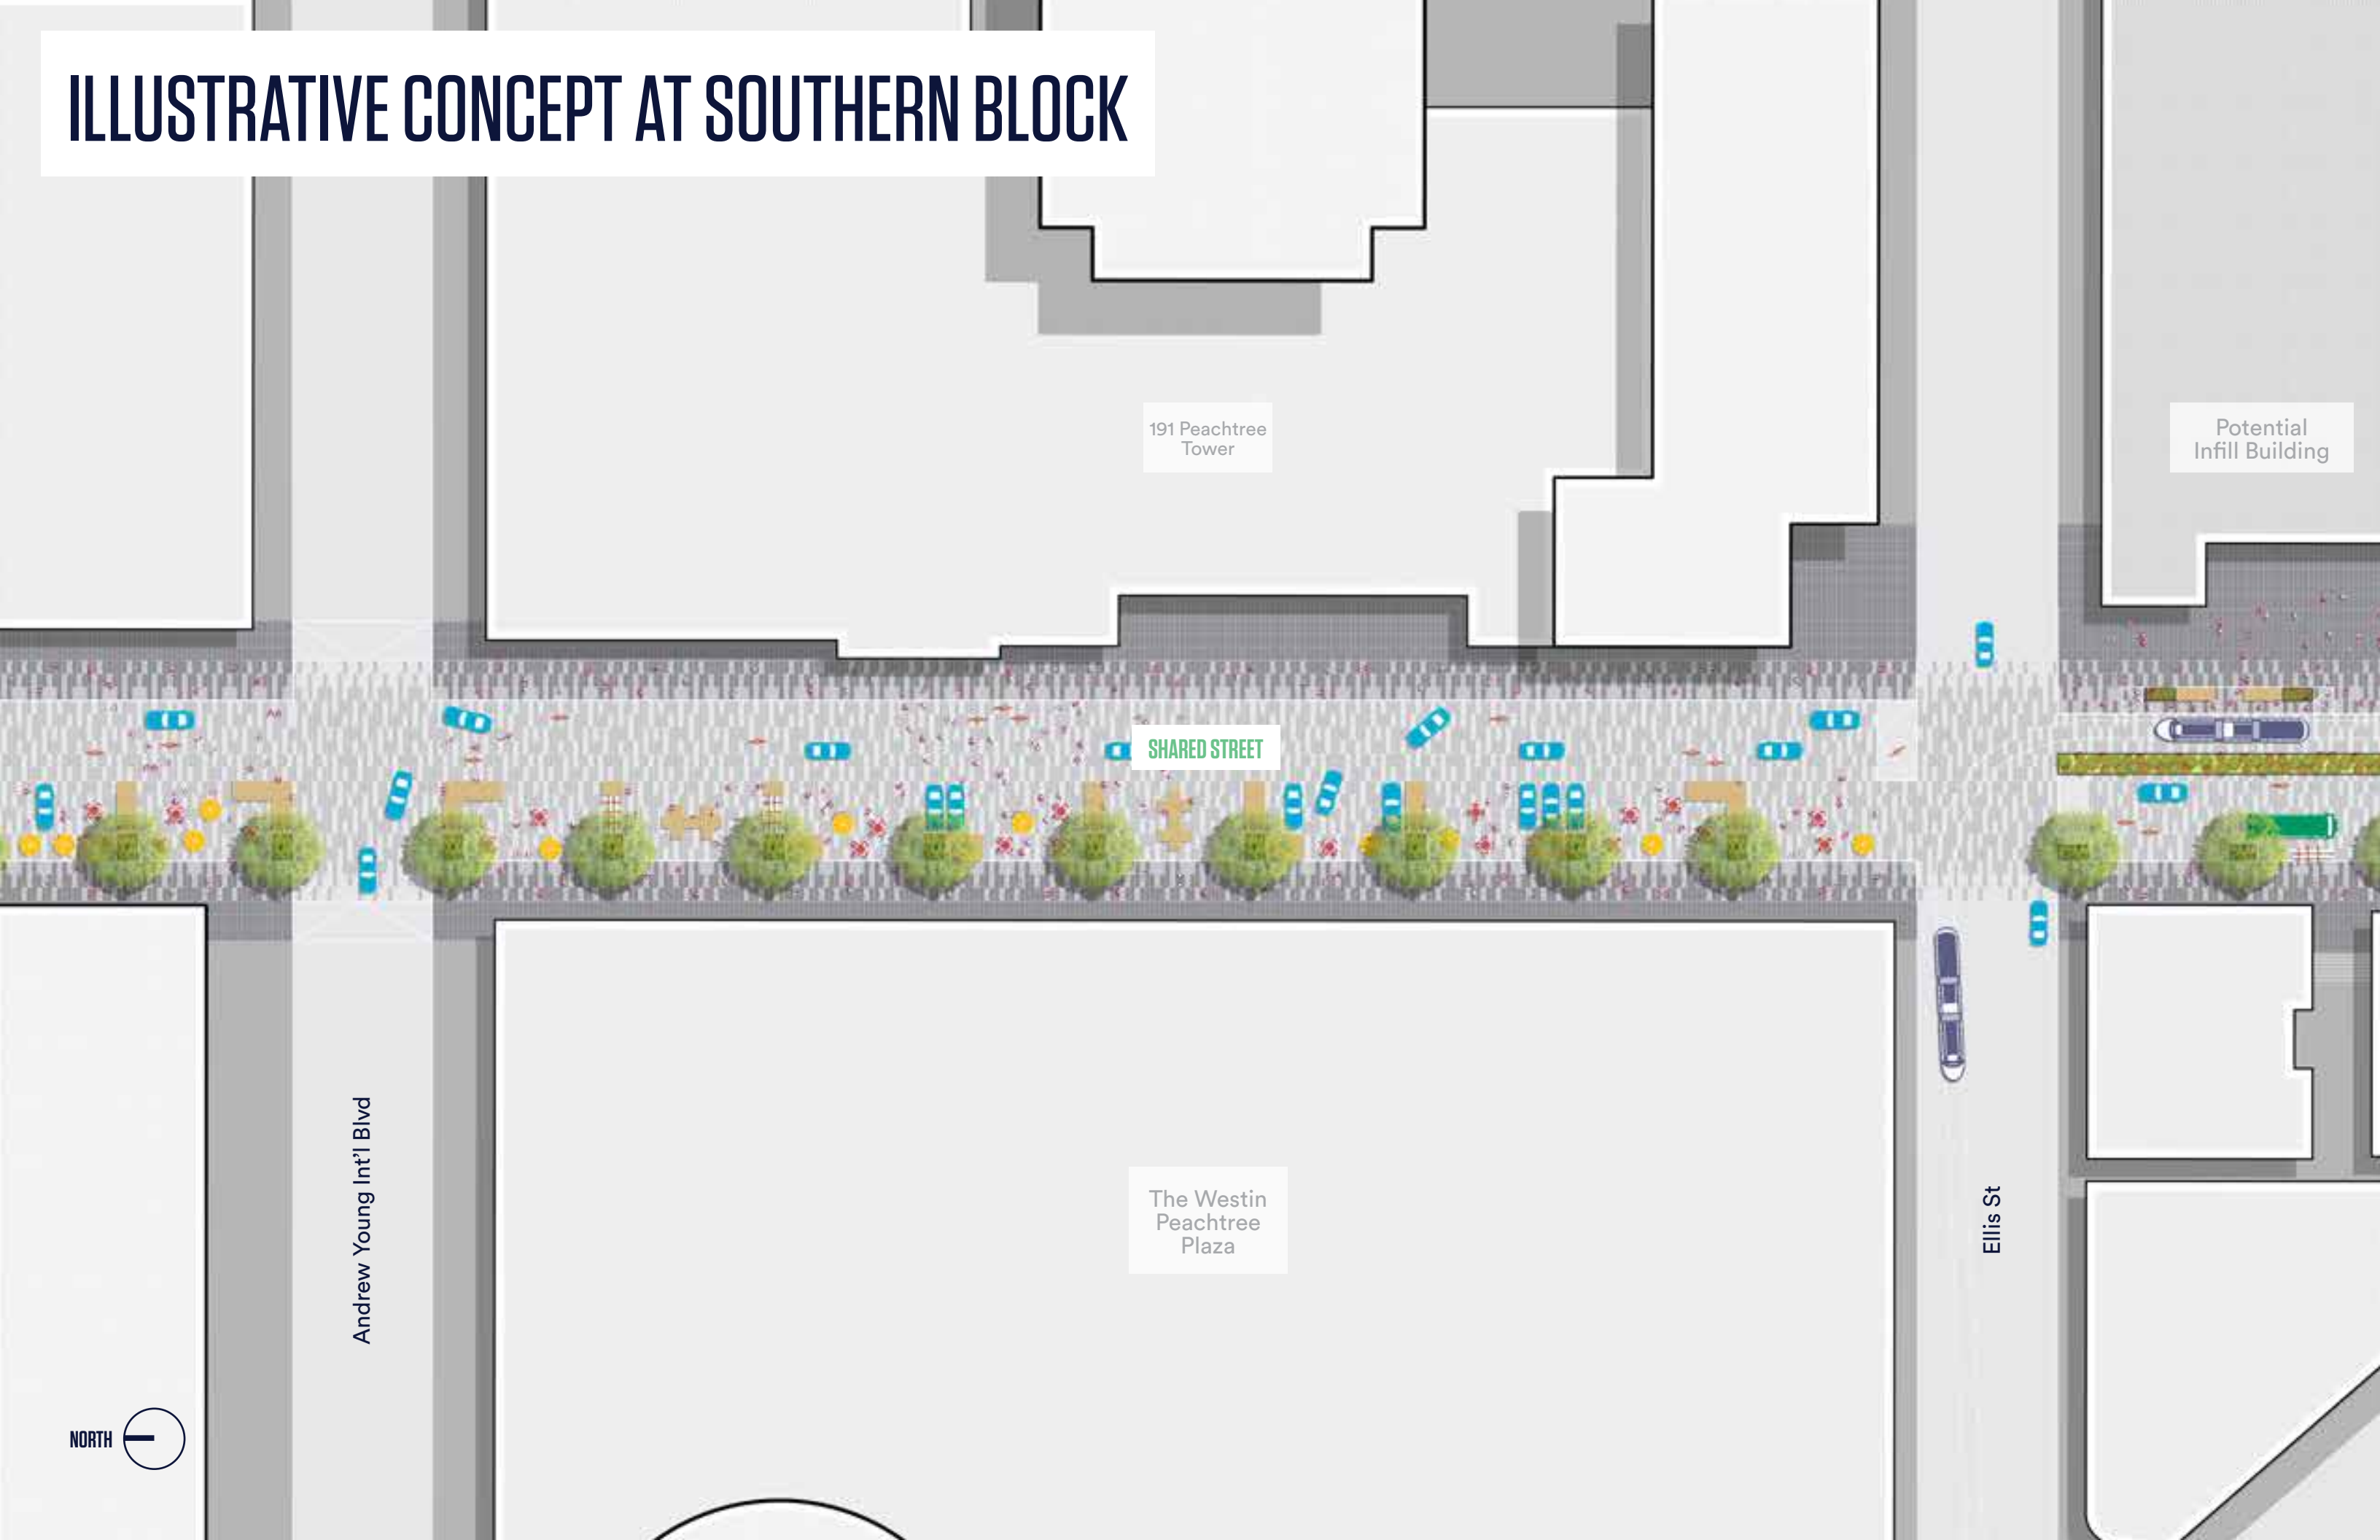 ILLUSTRATIVE CONCEPT AT SOUTHERN BLOCK
191 Peachtree
Tower
Potential
Infill Building
SHARED STREET
Andrew Young Int'l Blvd
The Westin
Peachtree
Plaza
Ellis St
NORTH